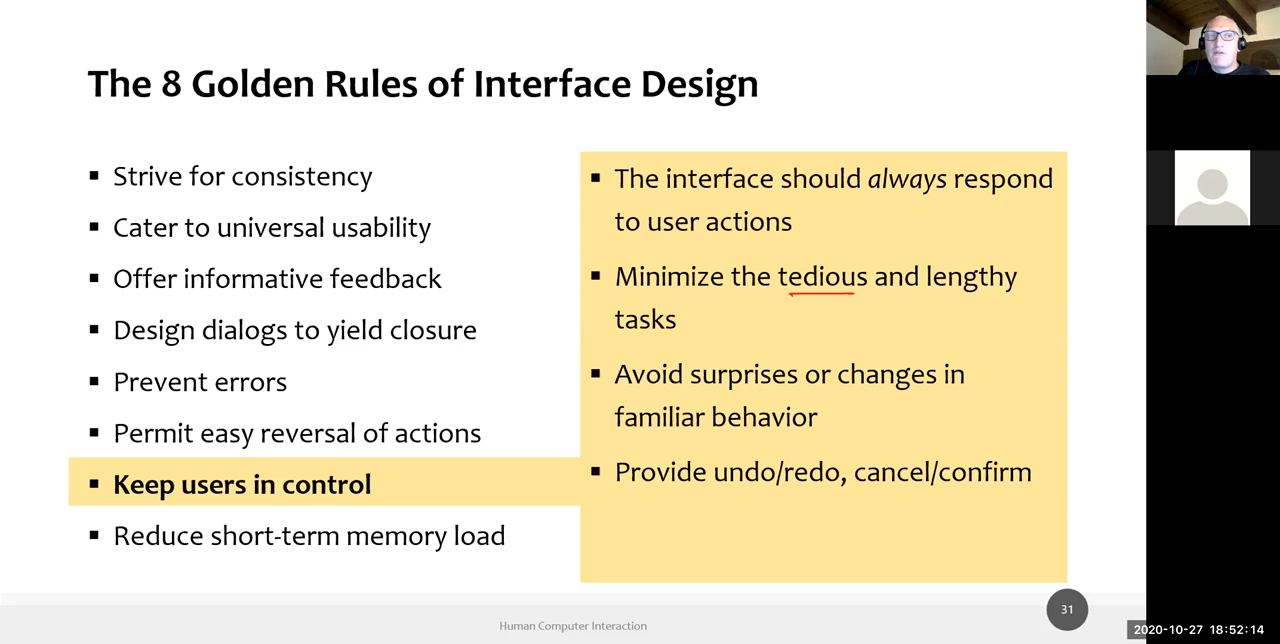 The 8 Golden Rules of Interface Design
▪ Strive for consistency
▪ Cater to universal usability
▪ Offer informative feedback
▪ Design dialogs to yield closure
▪ Prevent errors
▪ Permit easy reversal of actions
▪ Keep users in control
▪ Reduce short-term memory load
▪ The interface should always respond
to user actions
▪ Minimize the tedious and lengthy
tasks
▪ Avoid surprises or changes in
familiar behavior
▪ Provide undo/redo, cancel/confirm
Human Computer Interaction
31
2020-10-27 18:52:14